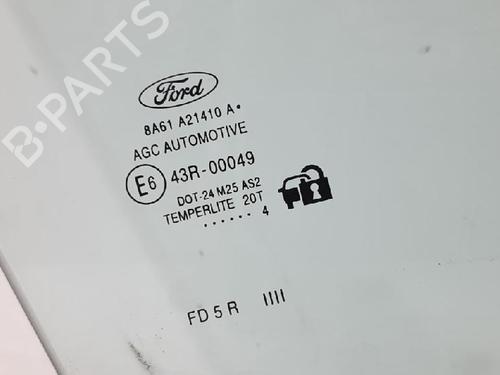 B-PARTS
Ford
8A61 A21410 A•
AGC AUTOMOTIVE
E6 43R-00049
DOT-24 M25 AS2
TEMPERLITE 20T
...... 4
FD 5 R IIII